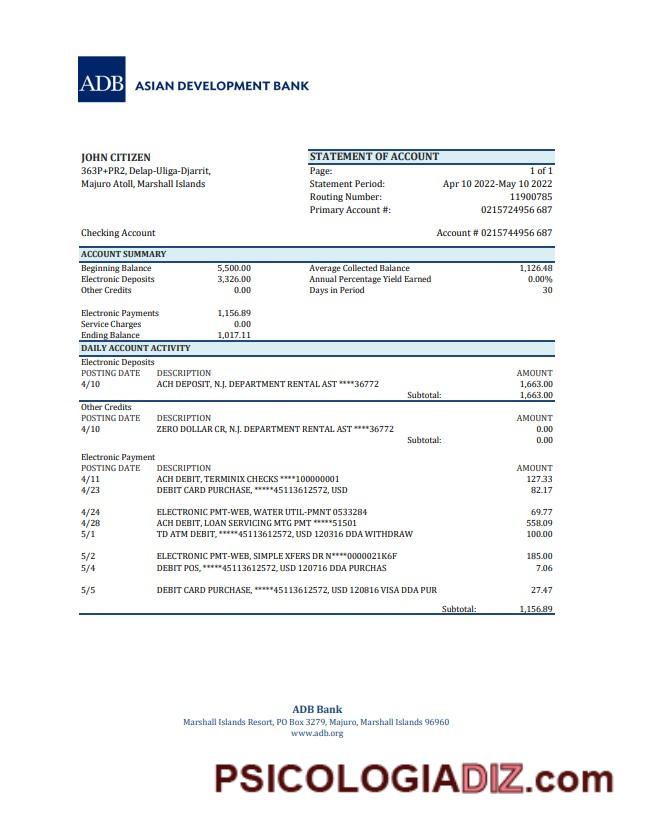 ADB ASIAN DEVELOPMENT BANK
JOHN CITIZEN
363P+PR2, Delap-Uliga-Djarrit,
Majuro Atoll, Marshall Islands
STATEMENT OF ACCOUNT
Page: 1 of 1
Statement Period: Apr 10 2022-May 10 2022
Routing Number: 11900785
Primary Account #: 0215724956 687
Checking Account Account # 0215744956 687
ACCOUNT SUMMARY
Beginning Balance 5,500.00 Average Collected Balance 1,126.48
Electronic Deposits 3,326.00 Annual Percentage Yield Earned 0.00%
Other Credits 0.00 Days in Period 30
Electronic Payments 1,156.89
Service Charges 0.00
Ending Balance 1,017.11
DAILY ACCOUNT ACTIVITY
Electronic Deposits
POSTING DATE DESCRIPTION AMOUNT
4/10 ACH DEPOSIT, N.J. DEPARTMENT RENTAL AST ****36772 1,663.00
Subtotal: 1,663.00
Other Credits
POSTING DATE DESCRIPTION AMOUNT
4/10 ZERO DOLLAR CR, N.J. DEPARTMENT RENTAL AST ****36772 0.00
Subtotal: 0.00
Electronic Payment
POSTING DATE DESCRIPTION AMOUNT
4/11 ACH DEBIT, TERMINIX CHECKS ****100000001 127.33
4/23 DEBIT CARD PURCHASE, *****45113612572, USD 82.17
4/24 ELECTRONIC PMT-WEB, WATER UTIL-PMNT 0533284 69.77
4/28 ACH DEBIT, LOAN SERVICING MTG PMT *****51501 558.09
5/1 TD ATM DEBIT, *****45113612572, USD 120316 DDA WITHDRAW 100.00
5/2 ELECTRONIC PMT-WEB, SIMPLE XFERS DR N****0000021K6F 185.00
5/4 DEBIT POS, *****45113612572, USD 120716 DDA PURCHAS 7.06
5/5 DEBIT CARD PURCHASE, *****45113612572, USD 120816 VISA DDA PUR 27.47
Subtotal: 1,156.89
ADB Bank
Marshall Islands Resort, PO Box 3279, Majuro, Marshall Islands 96960
www.adb.org
PSICOLOGIADIZ.com